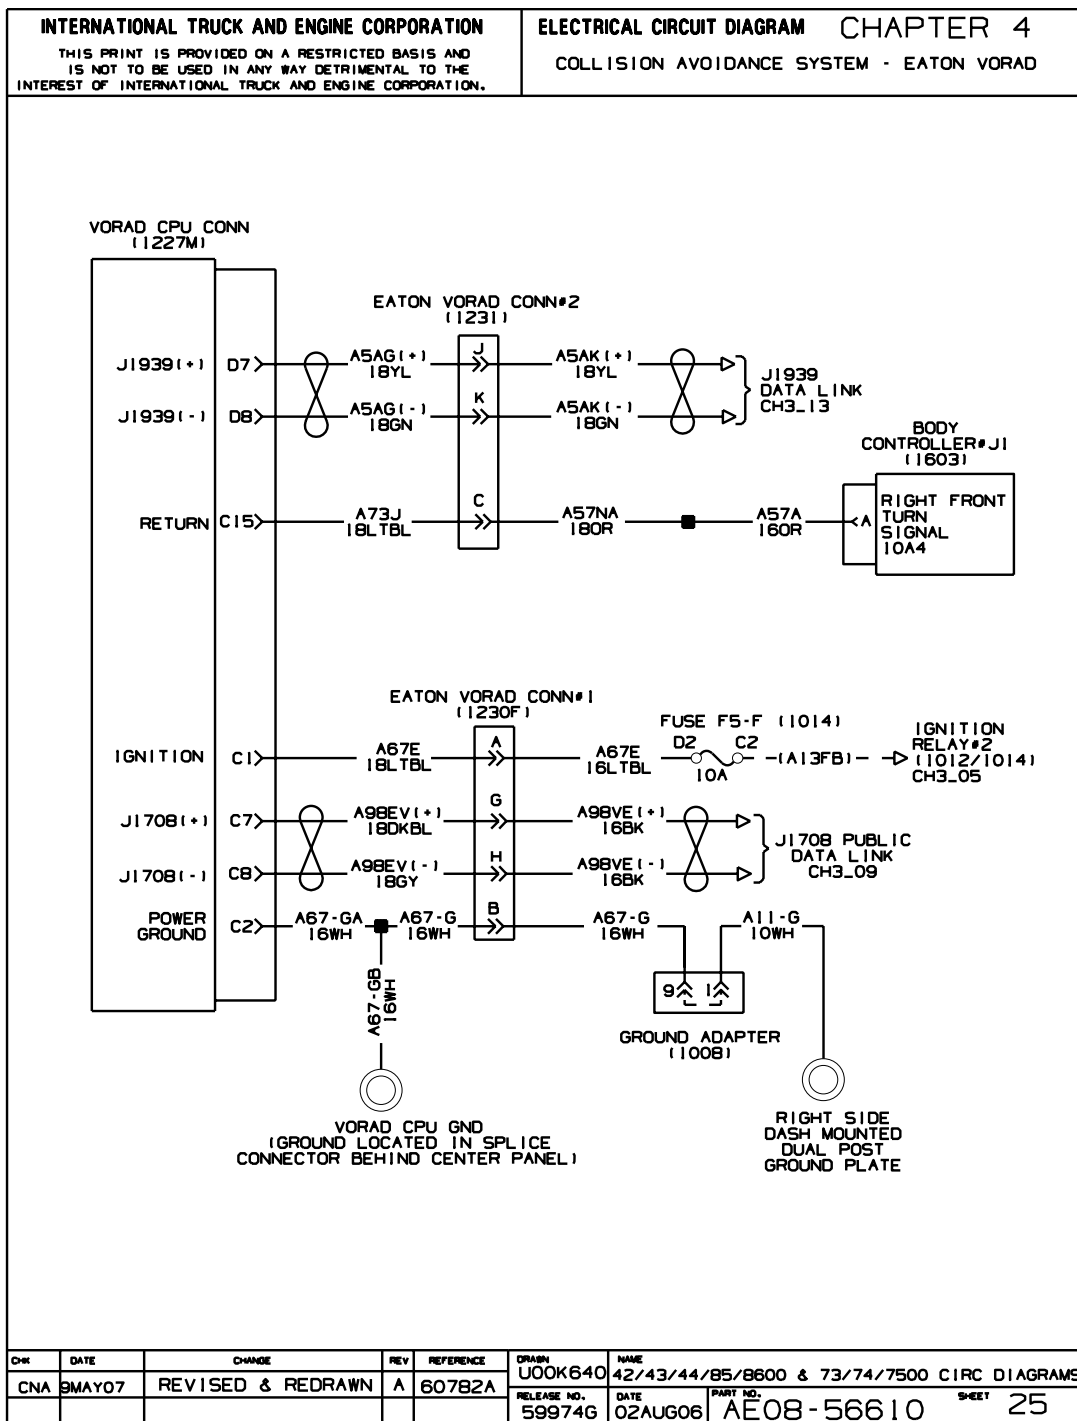 INTERNATIONAL TRUCK AND ENGINE CORPORATION
THIS PRINT IS PROVIDED ON A RESTRICTED BASIS AND
IS NOT TO BE USED IN ANY WAY DETRIMENTAL TO THE
INTEREST OF INTERNATIONAL TRUCK AND ENGINE CORPORATION.
ELECTRICAL CIRCUIT DIAGRAM CHAPTER 4
COLLISION AVOIDANCE SYSTEM - EATON VORAD
VORAD CPU CONN
(1227M)
EATON VORAD CONN#2
(1231)
J1939(+) D7
A5AG(+)
18YL
J
A5AK(+)
18YL
J1939(-) D8
A5AG(-)
18GN
K
A5AK(-)
18GN
J1939
DATA LINK
CH3_13
BODY
CONTROLLER#J1
(1603)
RETURN C15
A73J
18LTBL
C
A57NA
18OR
A57A
16OR
A
RIGHT FRONT
TURN
SIGNAL
10A4
EATON VORAD CONN#1
(1230F)
IGNITION C1
A67E
18LTBL
A
A67E
16LTBL
FUSE F5-F (1014)
D2 C2
10A
(A13FB)
IGNITION
RELAY#2
(1012/1014)
CH3_05
J1708(+) C7
A98EV(+)
18DKBL
G
A98VE(+)
16BK
J1708(-) C8
A98EV(-)
18GY
H
A98VE(-)
16BK
J1708 PUBLIC
DATA LINK
CH3_09
POWER
GROUND C2
A67-GA
16WH
A67-G
16WH
B
A67-G
16WH
A11-G
10WH
A67-GB
16WH
9 1
GROUND ADAPTER
(1008)
VORAD CPU GND
(GROUND LOCATED IN SPLICE
CONNECTOR BEHIND CENTER PANEL)
RIGHT SIDE
DASH MOUNTED
DUAL POST
GROUND PLATE
CHK DATE CHANGE REV REFERENCE
CNA 9MAY07 REVISED & REDRAWN A 60782A
DRAWN
U00K640
NAME
42/43/44/85/8600 & 73/74/7500 CIRC DIAGRAMS
RELEASE NO.
59974G
DATE
02AUG06
PART NO.
AE08-56610
SHEET 25